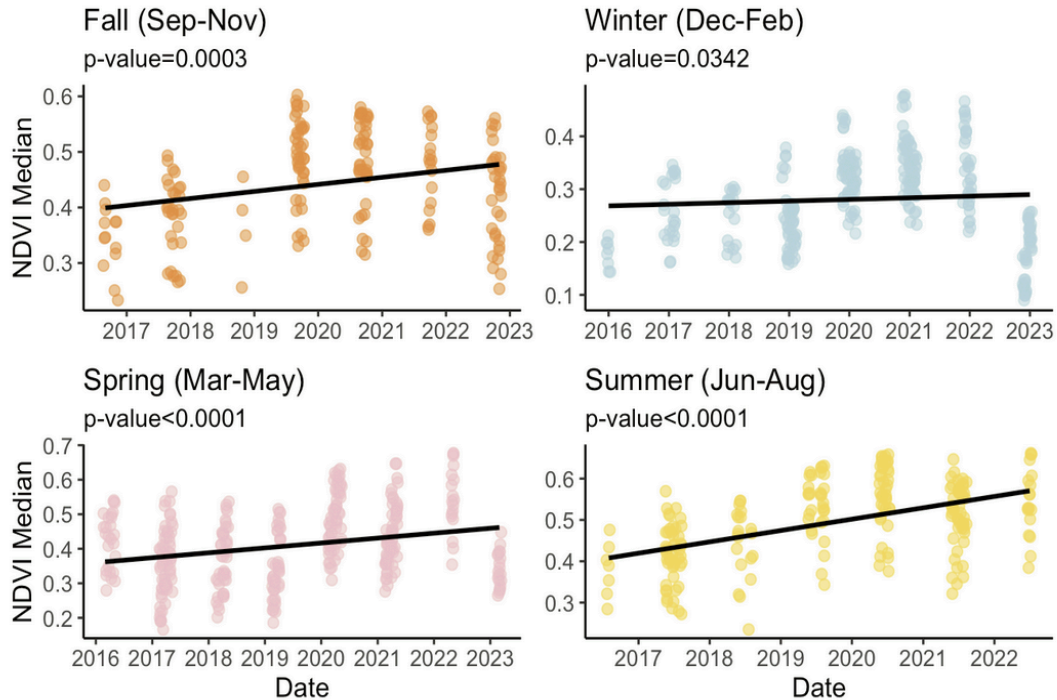 Fall (Sep-Nov)
p-value=0.0003
NDVI Median
0.6
0.5
0.4
0.3
2017 2018 2019 2020 2021 2022 2023
Winter (Dec-Feb)
p-value=0.0342
0.4
0.3
0.2
0.1
2016 2017 2018 2019 2020 2021 2022 2023
Spring (Mar-May)
p-value<0.0001
NDVI Median
0.7
0.6
0.5
0.4
0.3
0.2
2016 2017 2018 2019 2020 2021 2022 2023
Date
Summer (Jun-Aug)
p-value<0.0001
0.6
0.5
0.4
0.3
2017 2018 2019 2020 2021 2022
Date